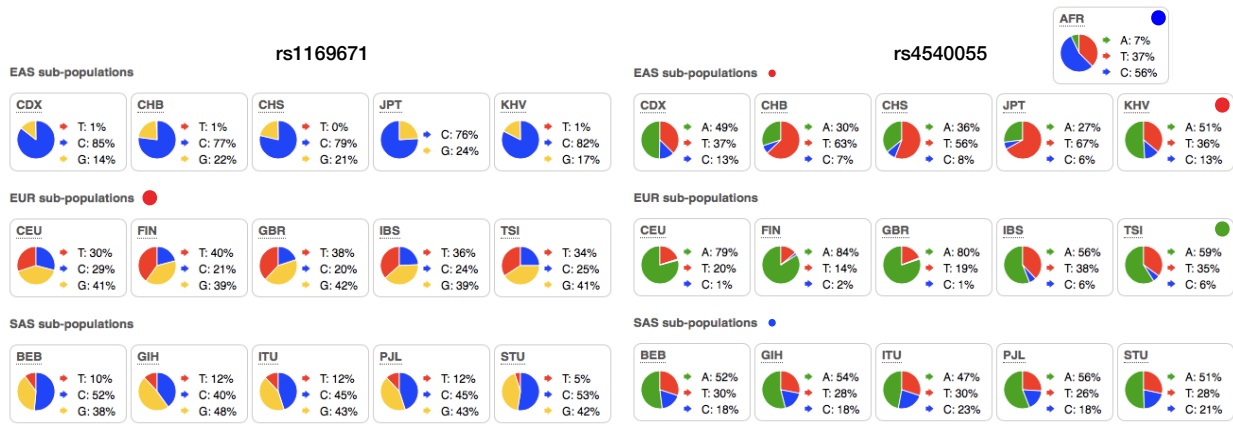 AFR
A: 7%
T: 37%
C: 56%
rs1169671
EAS sub-populations
CDX
T: 1%
C: 85%
G: 14%
CHB
T: 1%
C: 77%
G: 22%
CHS
T: 0%
C: 79%
G: 21%
JPT
C: 76%
G: 24%
KHV
T: 1%
C: 82%
G: 17%
EUR sub-populations
CEU
T: 30%
C: 29%
G: 41%
FIN
T: 40%
C: 21%
G: 39%
GBR
T: 38%
C: 20%
G: 42%
IBS
T: 36%
C: 24%
G: 39%
TSI
T: 34%
C: 25%
G: 41%
SAS sub-populations
BEB
T: 10%
C: 52%
G: 38%
GIH
T: 12%
C: 40%
G: 48%
ITU
T: 12%
C: 45%
G: 43%
PJL
T: 12%
C: 45%
G: 43%
STU
T: 5%
C: 53%
G: 42%
rs4540055
EAS sub-populations
CDX
A: 49%
T: 37%
C: 13%
CHB
A: 30%
T: 63%
C: 7%
CHS
A: 36%
T: 56%
C: 8%
JPT
A: 27%
T: 67%
C: 6%
KHV
A: 51%
T: 36%
C: 13%
EUR sub-populations
CEU
A: 79%
T: 20%
C: 1%
FIN
A: 84%
T: 14%
C: 2%
GBR
A: 80%
T: 19%
C: 1%
IBS
A: 56%
T: 38%
C: 6%
TSI
A: 59%
T: 35%
C: 6%
SAS sub-populations
BEB
A: 52%
T: 30%
C: 18%
GIH
A: 54%
T: 28%
C: 18%
ITU
A: 47%
T: 30%
C: 23%
PJL
A: 56%
T: 26%
C: 18%
STU
A: 51%
T: 28%
C: 21%